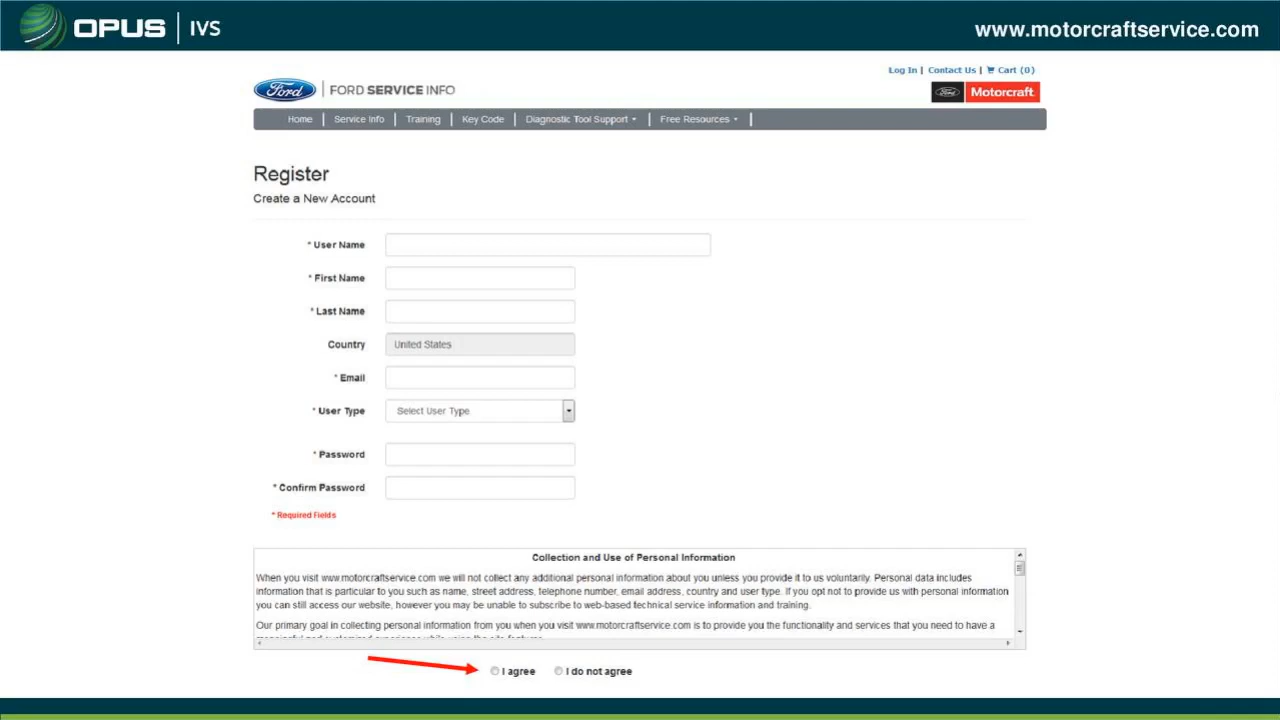 OPUS IVS
www.motorcraftservice.com
Log In | Contact Us | Cart (0)
Ford FORD SERVICE INFO
Ford Motorcraft
Home | Service Info | Training | Key Code | Diagnostic Tool Support | Free Resources |
Register
Create a New Account
* User Name
* First Name
* Last Name
Country United States
* Email
* User Type Select User Type
* Password
* Confirm Password
* Required Fields
Collection and Use of Personal Information
When you visit www.motorcraftservice.com we will not collect any additional personal information about you unless you provide it to us voluntarily. Personal data includes
information that is particular to you such as name, street address, telephone number, email address, country and user type. If you opt not to provide us with personal information
you can still access our website, however you may be unable to subscribe to web-based technical service information and training.
Our primary goal in collecting personal information from you when you visit www.motorcraftservice.com is to provide you the functionality and services that you need to have a
I agree I do not agree